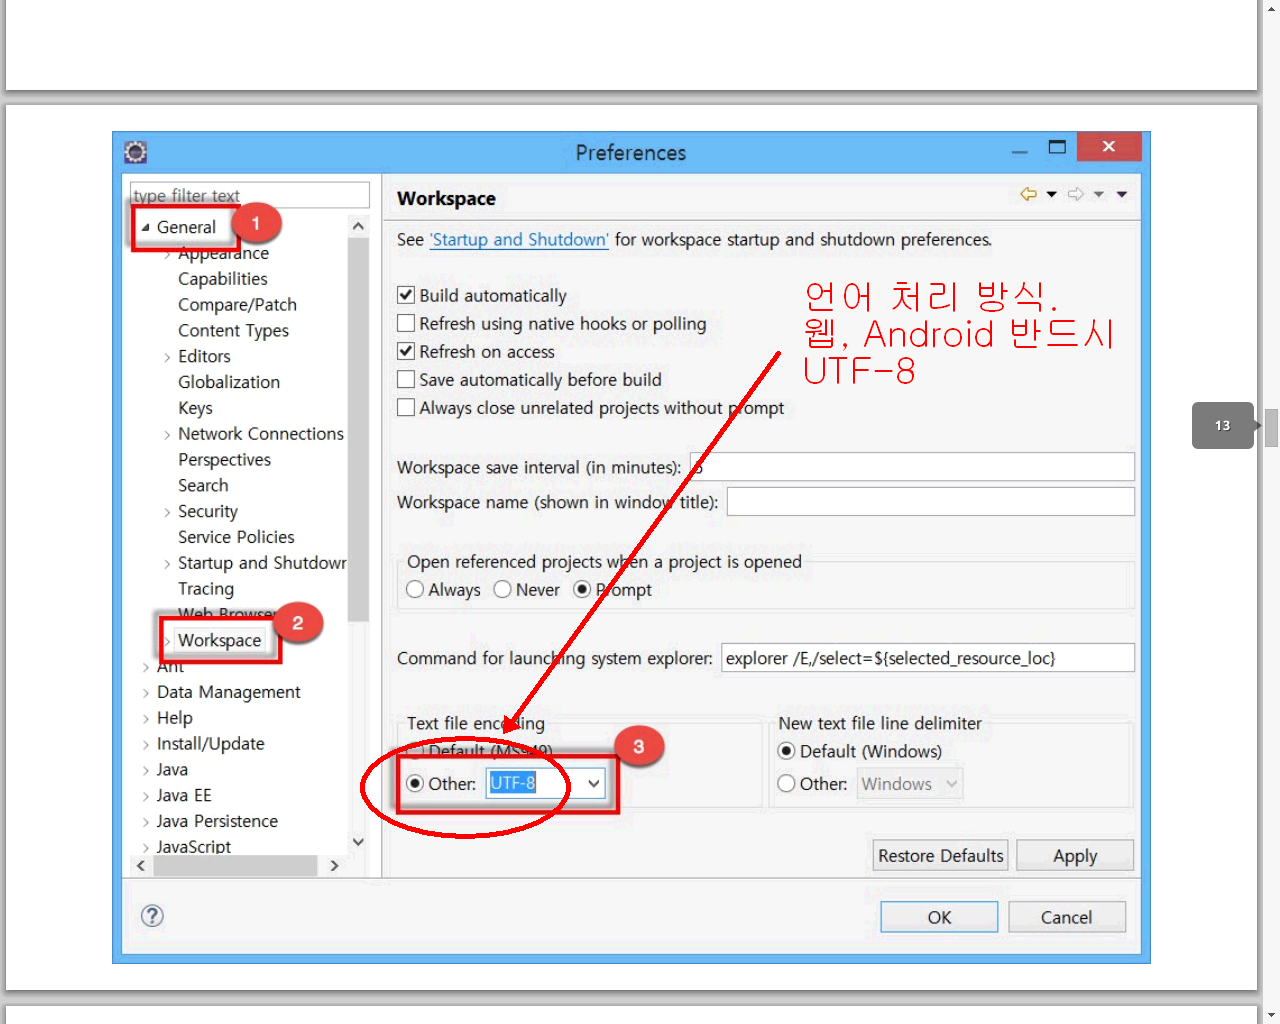 Preferences
type filter text
General
1
Appearance
Capabilities
Compare/Patch
Content Types
Editors
Globalization
Keys
Network Connections
Perspectives
Search
Security
Service Policies
Startup and Shutdown
Tracing
Web Browser
2
Workspace
Ant
Data Management
Help
Install/Update
Java
Java EE
Java Persistence
JavaScript
Workspace
See 'Startup and Shutdown' for workspace startup and shutdown preferences.
Build automatically
Refresh using native hooks or polling
Refresh on access
Save automatically before build
Always close unrelated projects without prompt
언어 처리 방식.
웹, Android 반드시
UTF-8
Workspace save interval (in minutes): 5
Workspace name (shown in window title):
Open referenced projects when a project is opened
Always Never Prompt
Command for launching system explorer: explorer /E,/select=${selected_resource_loc}
Text file encoding
Default (MS949)
3
Other: UTF-8
New text file line delimiter
Default (Windows)
Other: Windows
Restore Defaults Apply
OK Cancel
13